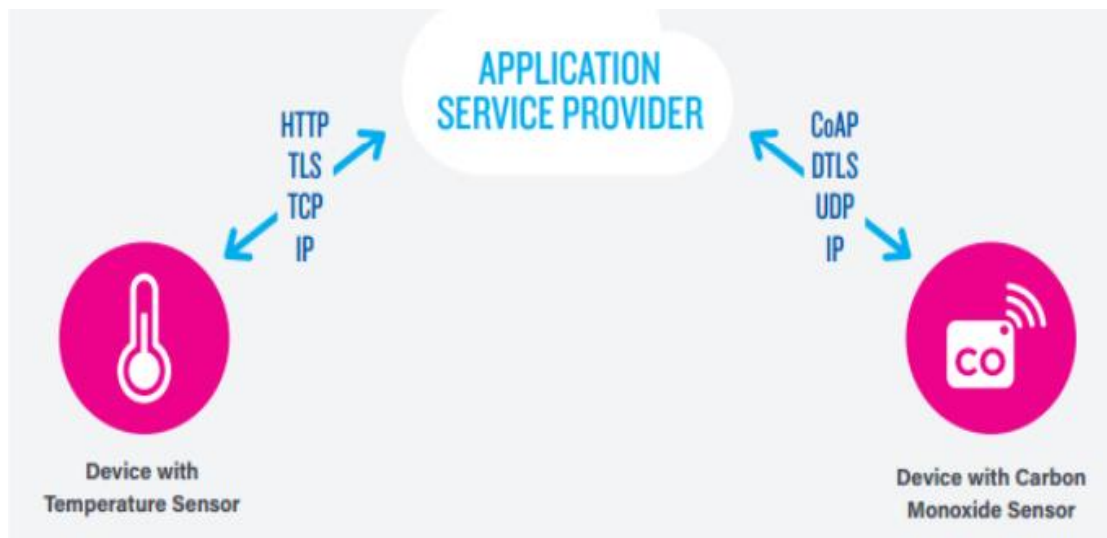 APPLICATION
SERVICE PROVIDER
HTTP
TLS
TCP
IP
CoAP
DTLS
UDP
IP
CO
Device with
Temperature Sensor
Device with Carbon
Monoxide Sensor